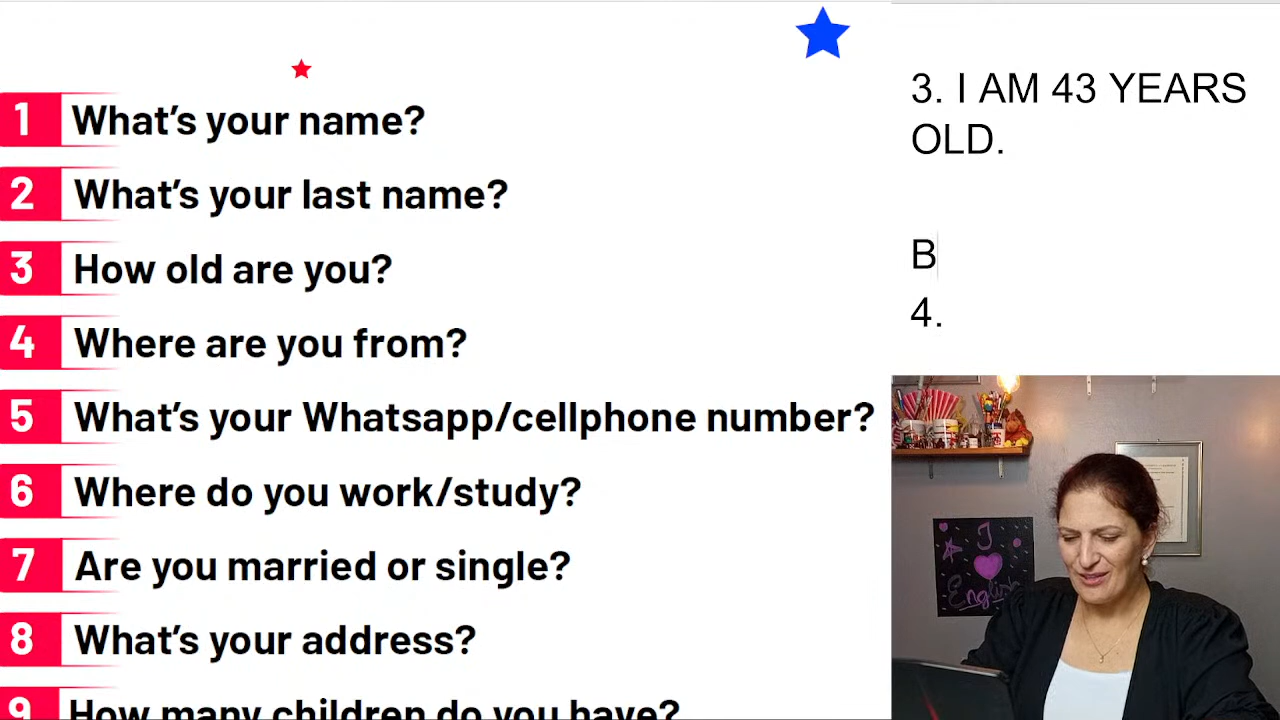 1 What's your name?
2 What's your last name?
3 How old are you?
4 Where are you from?
5 What's your Whatsapp/cellphone number?
6 Where do you work/study?
7 Are you married or single?
8 What's your address?
9 How many children do you have?
3. I AM 43 YEARS
OLD.
B
4.
I
English